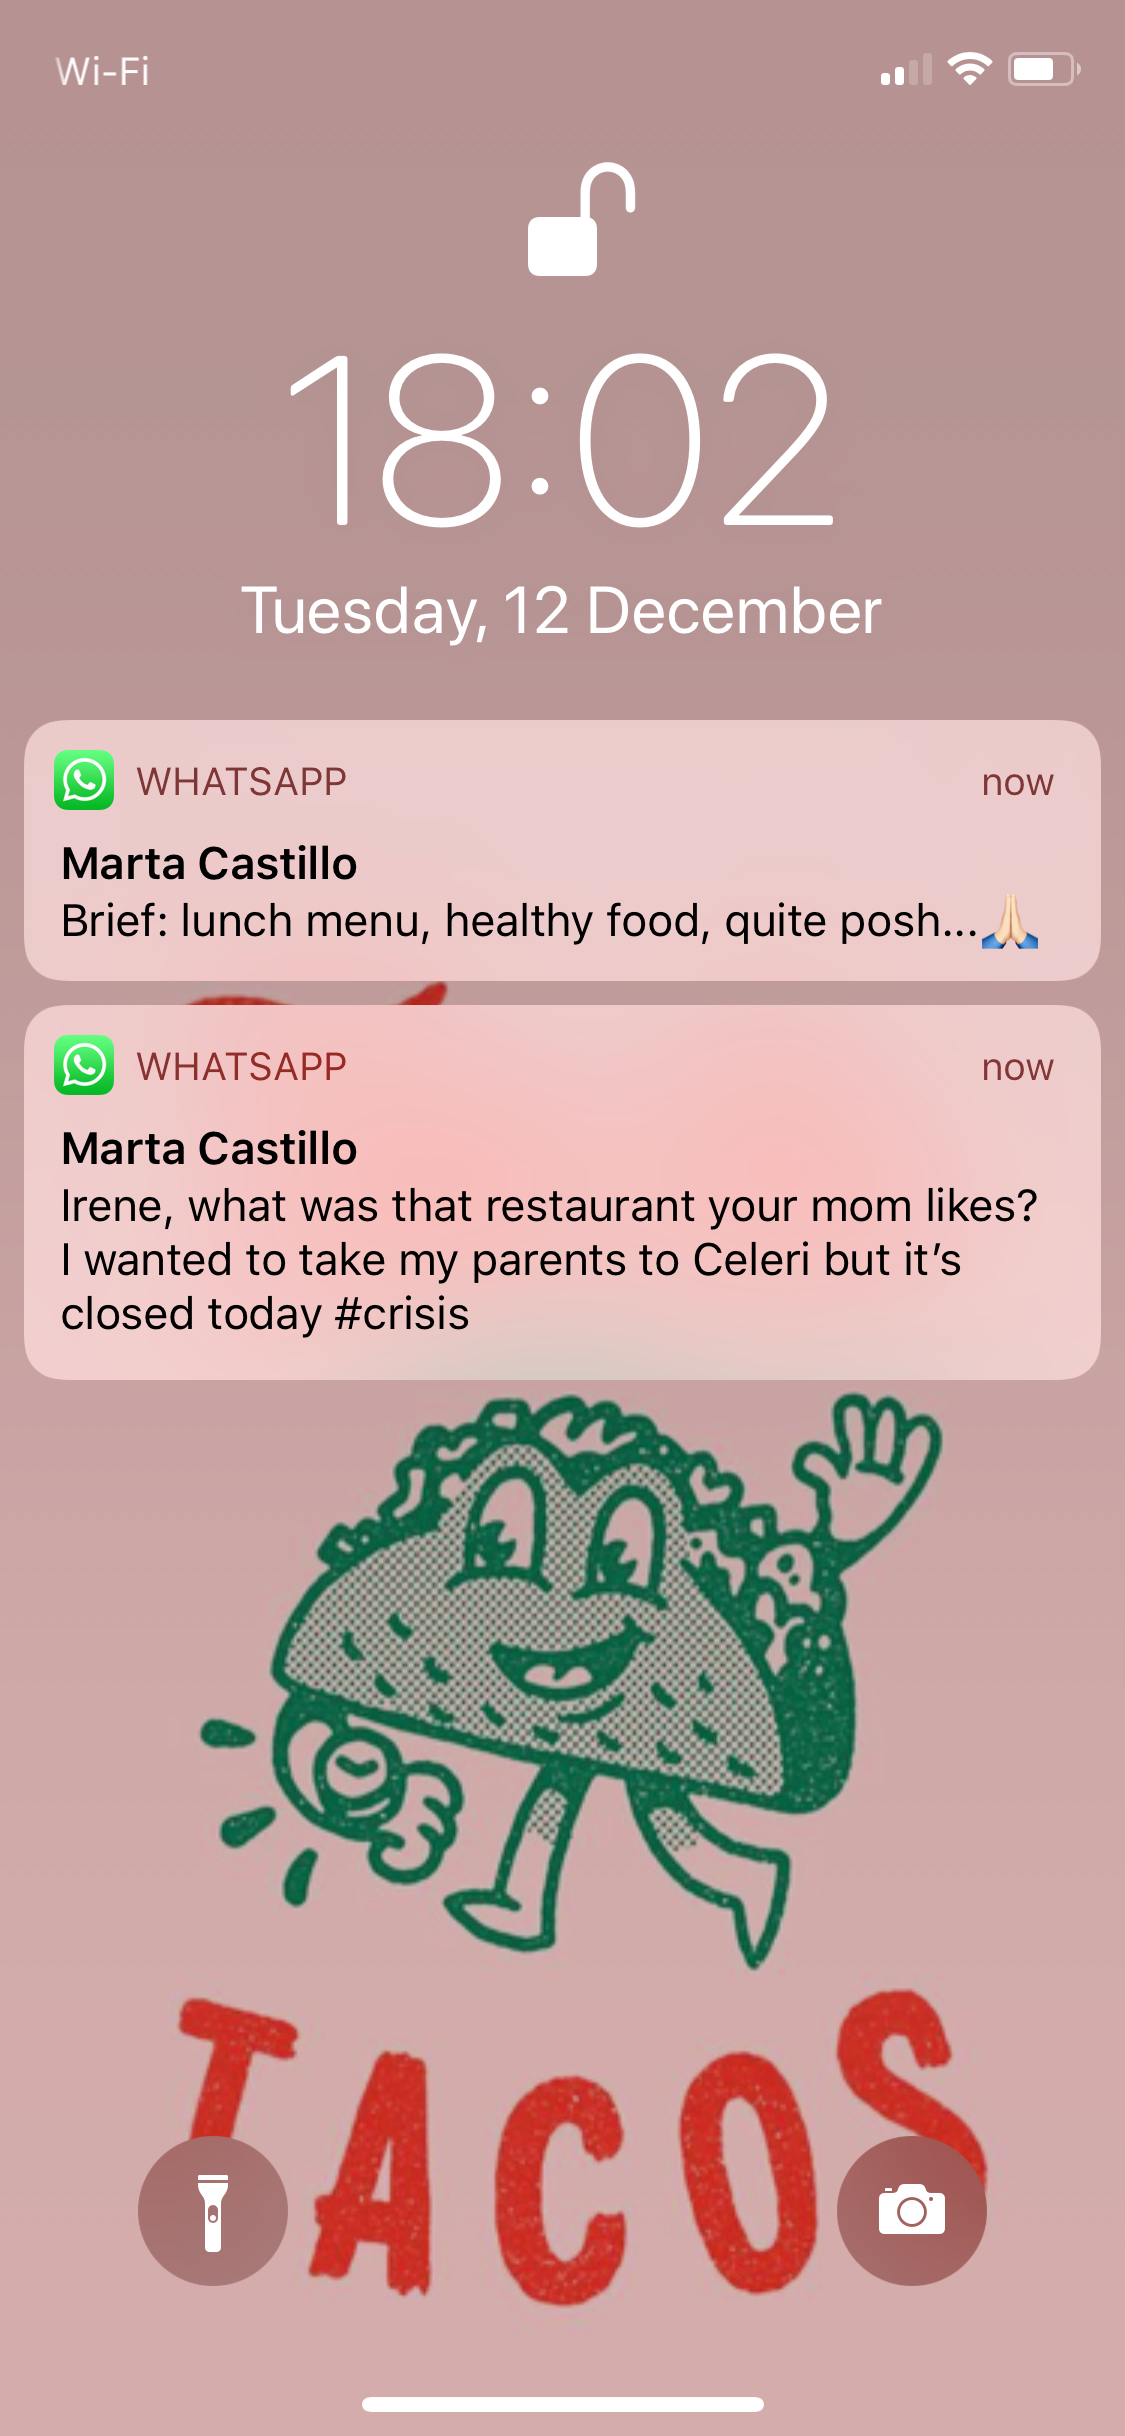 Wi-Fi
18:02
Tuesday, 12 December
WHATSAPP now
Marta Castillo
Brief: lunch menu, healthy food, quite posh...🙏🏻
WHATSAPP now
Marta Castillo
Irene, what was that restaurant your mom likes?
I wanted to take my parents to Celeri but it’s
closed today #crisis
TACOS